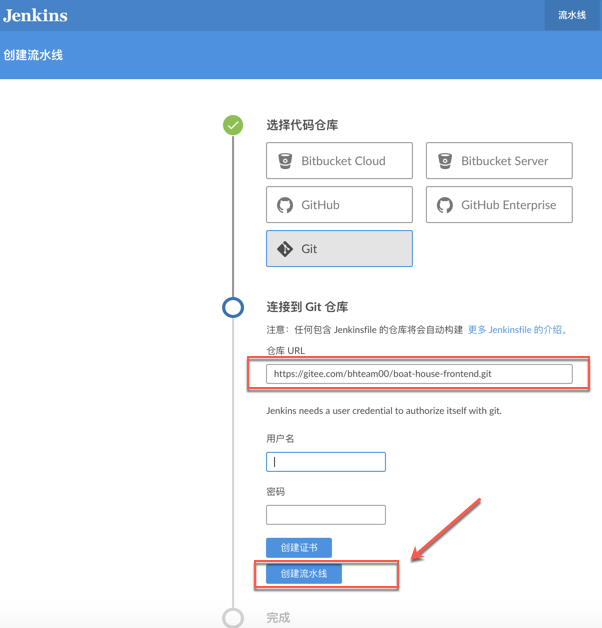 Jenkins
流水线
创建流水线
选择代码仓库
Bitbucket Cloud
Bitbucket Server
GitHub
GitHub Enterprise
Git
连接到 Git 仓库
注意：任何包含 Jenkinsfile 的仓库将会自动构建 更多 Jenkinsfile 的介绍。
仓库 URL
https://gitee.com/bhteam00/boat-house-frontend.git
Jenkins needs a user credential to authorize itself with git.
用户名
密码
创建证书
创建流水线
完成